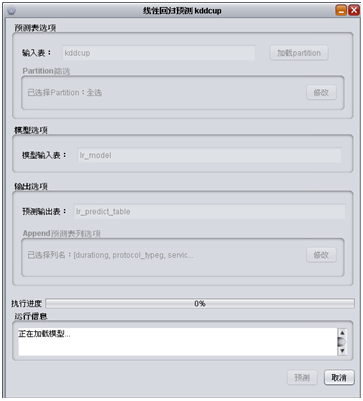 线性回归预测 kddcup
预测表选项
输入表： kddcup 加载partition
Partition筛选
已选择Partition：全选 修改
模型选项
模型输入表： lr_model
输出选项
预测输出表： lr_predict_table
Append预测表列选项
已选择列名：[durationg, protocol_typeg, servic... 修改
执行进度 0%
运行信息
正在加载模型...
预测 取消